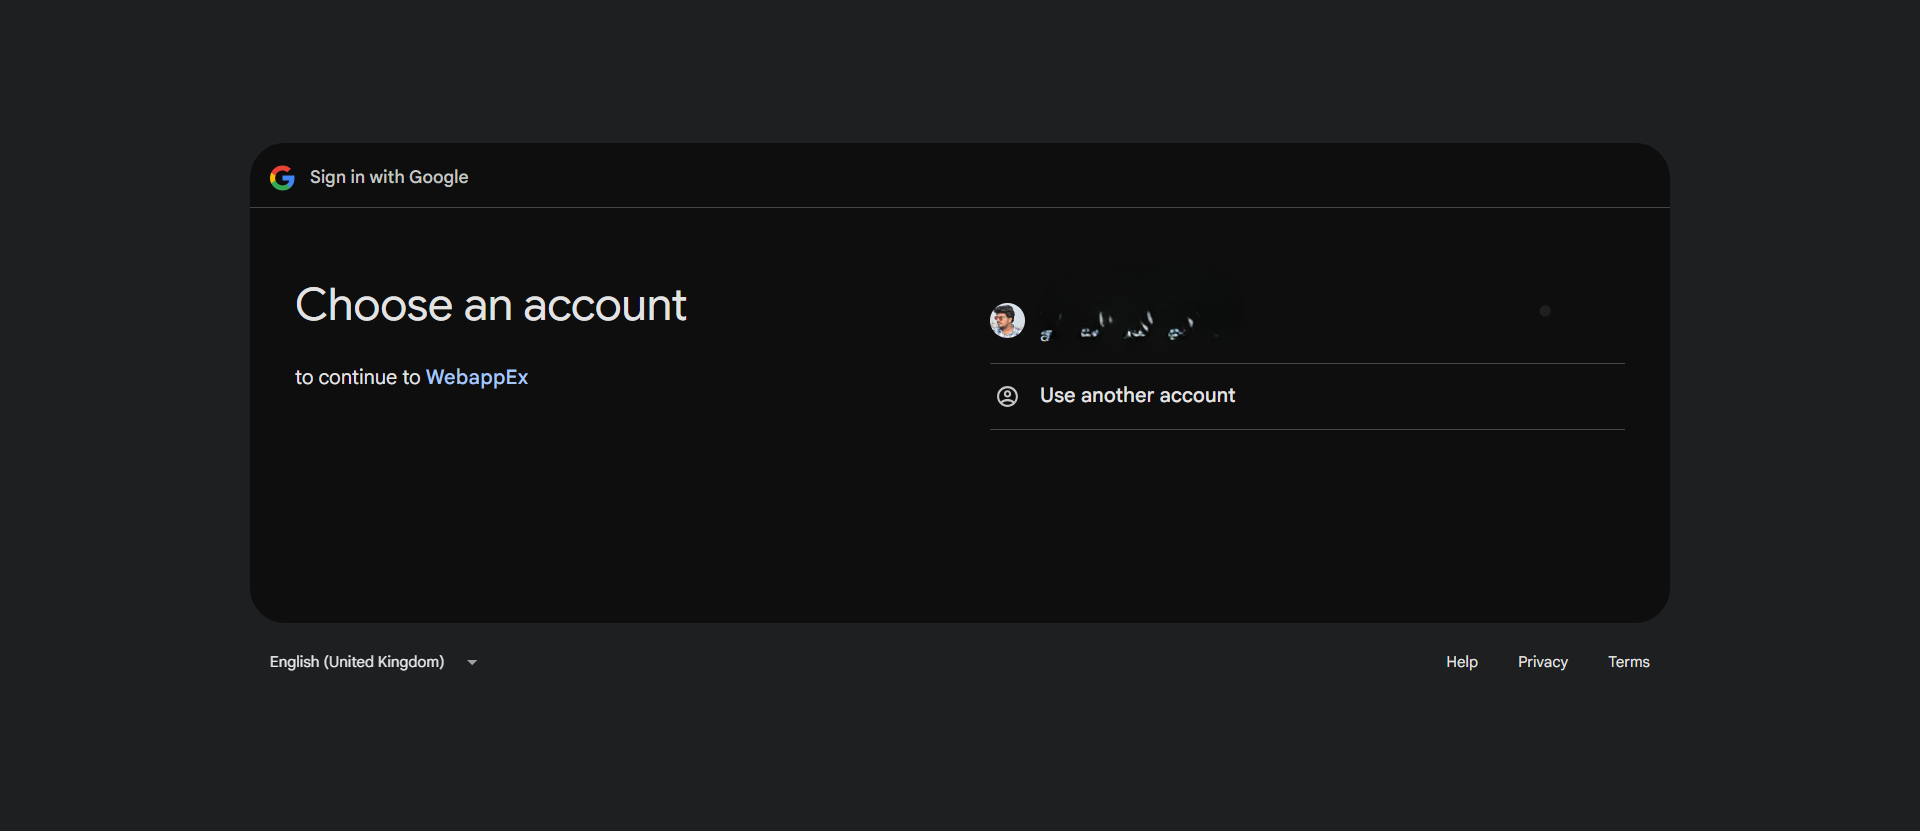 Sign in with Google
Choose an account
to continue to WebappEx
Use another account
English (United Kingdom)
Help
Privacy
Terms